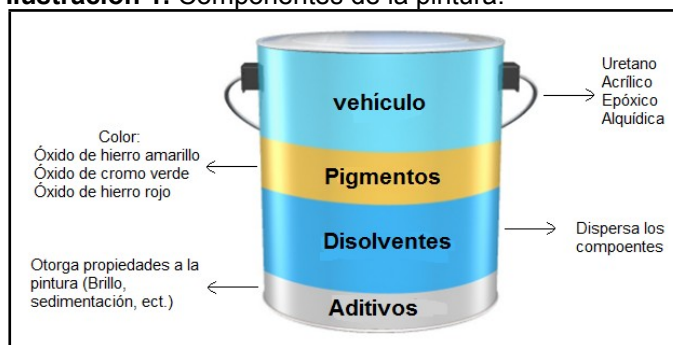 Ilustración 1. Componentes de la pintura.
vehículo
Uretano
Acrílico
Epóxico
Alquídica
Color:
Óxido de hierro amarillo
Óxido de cromo verde
Óxido de hierro rojo
Pigmentos
Disolventes
Dispersa los
compoentes
Otorga propiedades a la
pintura (Brillo,
sedimentación, ect.)
Aditivos